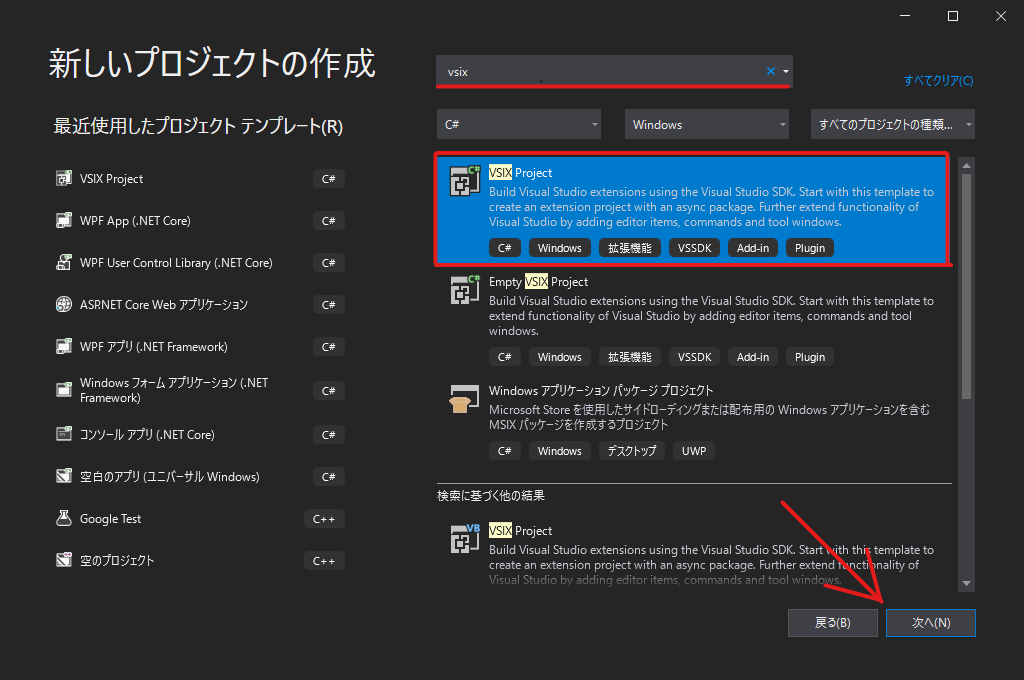 新しいプロジェクトの作成
最近使用したプロジェクト テンプレート(R)
VSIX Project
C#
WPF App (.NET Core)
C#
WPF User Control Library (.NET Core)
C#
ASP.NET Core Web アプリケーション
C#
WPF アプリ (.NET Framework)
C#
Windows フォーム アプリケーション (.NET
Framework)
C#
コンソール アプリ (.NET Core)
C#
空白のアプリ (ユニバーサル Windows)
C#
Google Test
C++
空のプロジェクト
C++
vsix
すべてクリア(C)
C#
Windows
すべてのプロジェクトの種類...
C#
VSIX Project
Build Visual Studio extensions using the Visual Studio SDK. Start with this template to
create an extension project with an async package. Further extend functionality of
Visual Studio by adding editor items, commands and tool windows.
C# Windows 拡張機能 VSSDK Add-in Plugin
C#
Empty VSIX Project
Build Visual Studio extensions using the Visual Studio SDK. Start with this template to
extend functionality of Visual Studio by adding editor items, commands and tool
windows.
C# Windows 拡張機能 VSSDK Add-in Plugin
Windows アプリケーション パッケージ プロジェクト
Microsoft Store を使用したサイドローディングまたは配布用の Windows アプリケーションを含む
MSIX パッケージを作成するプロジェクト
C# Windows デスクトップ UWP
検索に基づく他の結果
VB
VSIX Project
Build Visual Studio extensions using the Visual Studio SDK. Start with this template to
create an extension project with an async package. Further extend functionality of
Visual Studio by adding editor items, commands and tool windows.
戻る(B)
次へ(N)